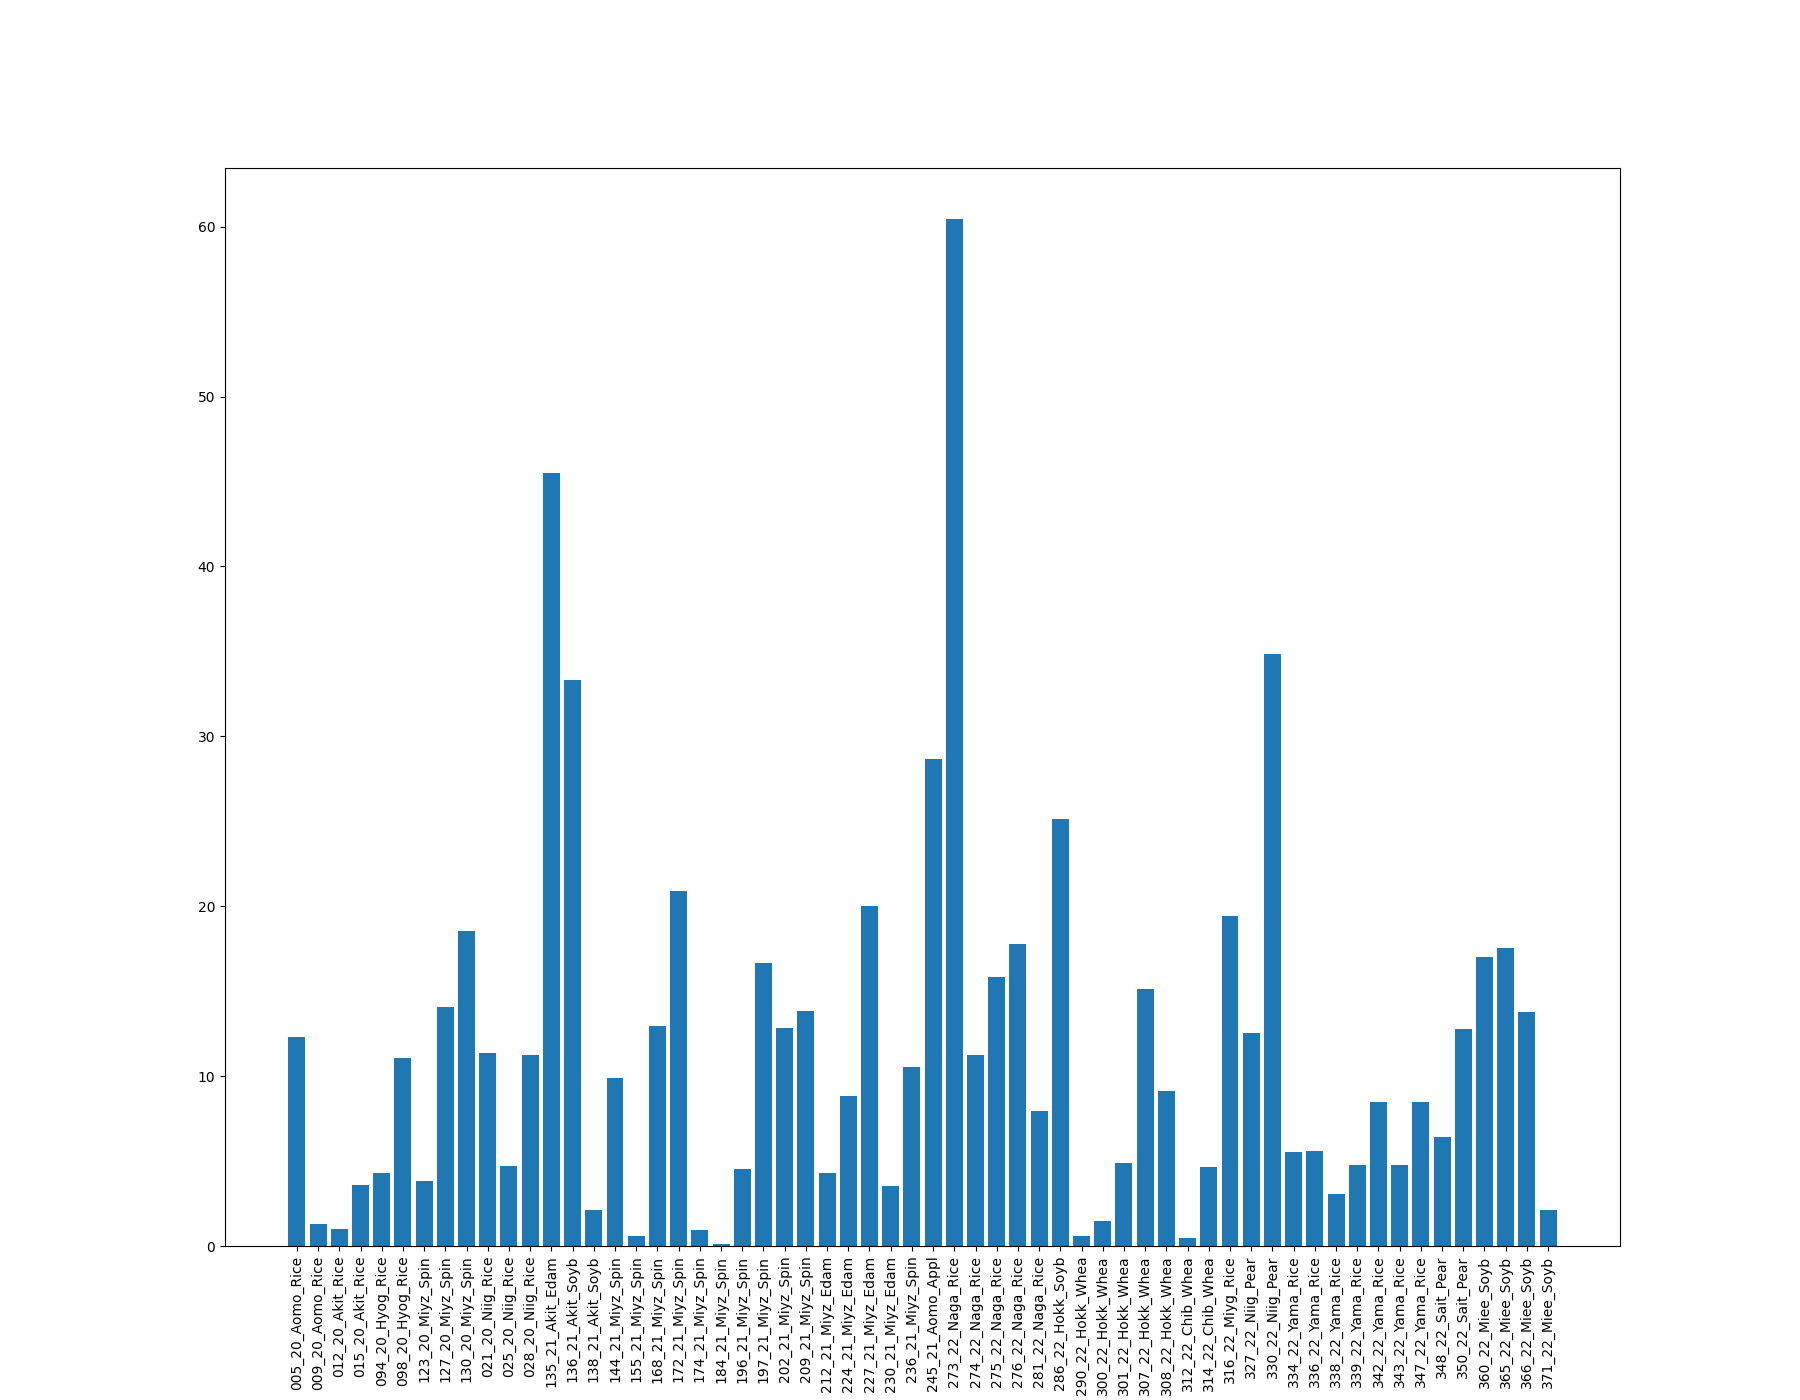 60
50
40
30
20
10
0
005_20_Aomo_Rice
009_20_Aomo_Rice
012_20_Akit_Rice
015_20_Akit_Rice
094_20_Hyog_Rice
098_20_Hyog_Rice
123_20_Miyz_Spin
127_20_Miyz_Spin
130_20_Miyz_Spin
021_20_Niig_Rice
025_20_Niig_Rice
028_20_Niig_Rice
135_21_Akit_Edam
136_21_Akit_Soyb
138_21_Akit_Soyb
144_21_Miyz_Spin
155_21_Miyz_Spin
168_21_Miyz_Spin
172_21_Miyz_Spin
174_21_Miyz_Spin
184_21_Miyz_Spin
196_21_Miyz_Spin
197_21_Miyz_Spin
202_21_Miyz_Spin
209_21_Miyz_Spin
212_21_Miyz_Edam
224_21_Miyz_Edam
227_21_Miyz_Edam
230_21_Miyz_Edam
236_21_Miyz_Spin
245_21_Aomo_Appl
273_22_Naga_Rice
274_22_Naga_Rice
275_22_Naga_Rice
276_22_Naga_Rice
281_22_Naga_Rice
286_22_Hokk_Soyb
290_22_Hokk_Whea
300_22_Hokk_Whea
301_22_Hokk_Whea
307_22_Hokk_Whea
308_22_Hokk_Whea
312_22_Chib_Whea
314_22_Chib_Whea
316_22_Miyg_Rice
327_22_Niig_Pear
330_22_Niig_Pear
334_22_Yama_Rice
336_22_Yama_Rice
338_22_Yama_Rice
339_22_Yama_Rice
342_22_Yama_Rice
343_22_Yama_Rice
347_22_Yama_Rice
348_22_Sait_Pear
350_22_Sait_Pear
360_22_Miee_Soyb
365_22_Miee_Soyb
366_22_Miee_Soyb
371_22_Miee_Soyb